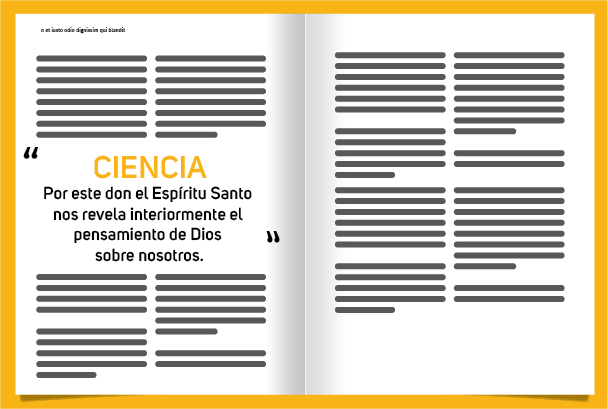 n et iusto odio dignissim qui blandit
“
CIENCIA
Por este don el Espíritu Santo
nos revela interiormente el
pensamiento de Dios
sobre nosotros.
“